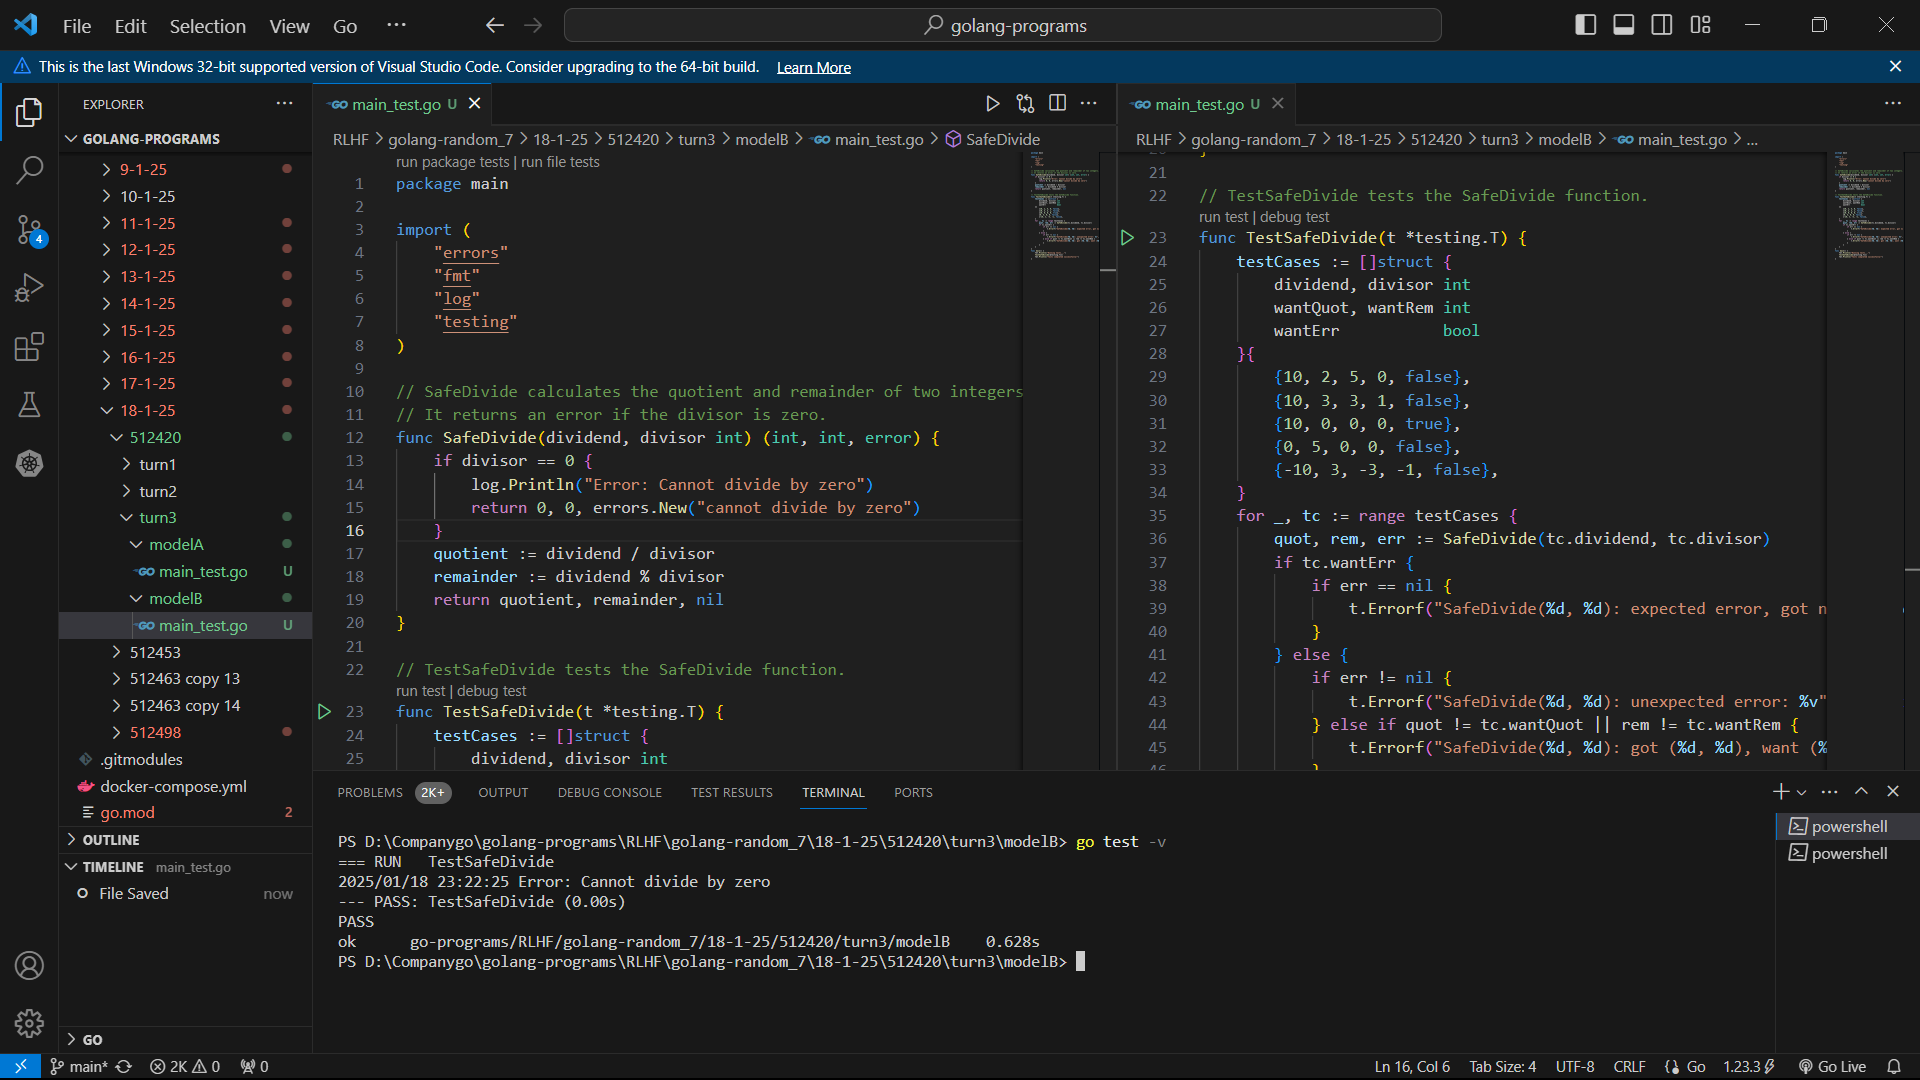 File Edit Selection View Go ···
golang-programs
This is the last Windows 32-bit supported version of Visual Studio Code. Consider upgrading to the 64-bit build. Learn More
EXPLORER ···
GOLANG-PROGRAMS
9-1-25
10-1-25
11-1-25
12-1-25
13-1-25
14-1-25
15-1-25
16-1-25
17-1-25
18-1-25
512420
turn1
turn2
turn3
modelA
main_test.go U
modelB
main_test.go U
512453
512463 copy 13
512463 copy 14
512498
.gitmodules
docker-compose.yml
go.mod 2
OUTLINE
TIMELINE main_test.go
File Saved now
GO
4
main_test.go U
RLHF > golang-random_7 > 18-1-25 > 512420 > turn3 > modelB > main_test.go > SafeDivide
run package tests | run file tests
1 package main
2
3 import (
4 "errors"
5 "fmt"
6 "log"
7 "testing"
8 )
9
10 // SafeDivide calculates the quotient and remainder of two integers
11 // It returns an error if the divisor is zero.
12 func SafeDivide(dividend, divisor int) (int, int, error) {
13 if divisor == 0 {
14 log.Println("Error: Cannot divide by zero")
15 return 0, 0, errors.New("cannot divide by zero")
16 }
17 quotient := dividend / divisor
18 remainder := dividend % divisor
19 return quotient, remainder, nil
20 }
21
22 // TestSafeDivide tests the SafeDivide function.
run test | debug test
23 func TestSafeDivide(t *testing.T) {
24 testCases := []struct {
25 dividend, divisor int
main_test.go U
RLHF > golang-random_7 > 18-1-25 > 512420 > turn3 > modelB > main_test.go > ...
21
22 // TestSafeDivide tests the SafeDivide function.
run test | debug test
23 func TestSafeDivide(t *testing.T) {
24 testCases := []struct {
25 dividend, divisor int
26 wantQuot, wantRem int
27 wantErr bool
28 }{
29 {10, 2, 5, 0, false},
30 {10, 3, 3, 1, false},
31 {10, 0, 0, 0, true},
32 {0, 5, 0, 0, false},
33 {-10, 3, -3, -1, false},
34 }
35 for _, tc := range testCases {
36 quot, rem, err := SafeDivide(tc.dividend, tc.divisor)
37 if tc.wantErr {
38 if err == nil {
39 t.Errorf("SafeDivide(%d, %d): expected error, got n
40 }
41 } else {
42 if err != nil {
43 t.Errorf("SafeDivide(%d, %d): unexpected error: %v"
44 } else if quot != tc.wantQuot || rem != tc.wantRem {
45 t.Errorf("SafeDivide(%d, %d): got (%d, %d), want (%
46 }
PROBLEMS 2K+ OUTPUT DEBUG CONSOLE TEST RESULTS TERMINAL PORTS
PS D:\Companygo\golang-programs\RLHF\golang-random_7\18-1-25\512420\turn3\modelB> go test -v
=== RUN TestSafeDivide
2025/01/18 23:22:25 Error: Cannot divide by zero
--- PASS: TestSafeDivide (0.00s)
PASS
ok go-programs/RLHF/golang-random_7/18-1-25/512420/turn3/modelB 0.628s
PS D:\Companygo\golang-programs\RLHF\golang-random_7\18-1-25\512420\turn3\modelB>
powershell
powershell
main* 2K 0 0
Ln 16, Col 6 Tab Size: 4 UTF-8 CRLF Go 1.23.3 Go Live